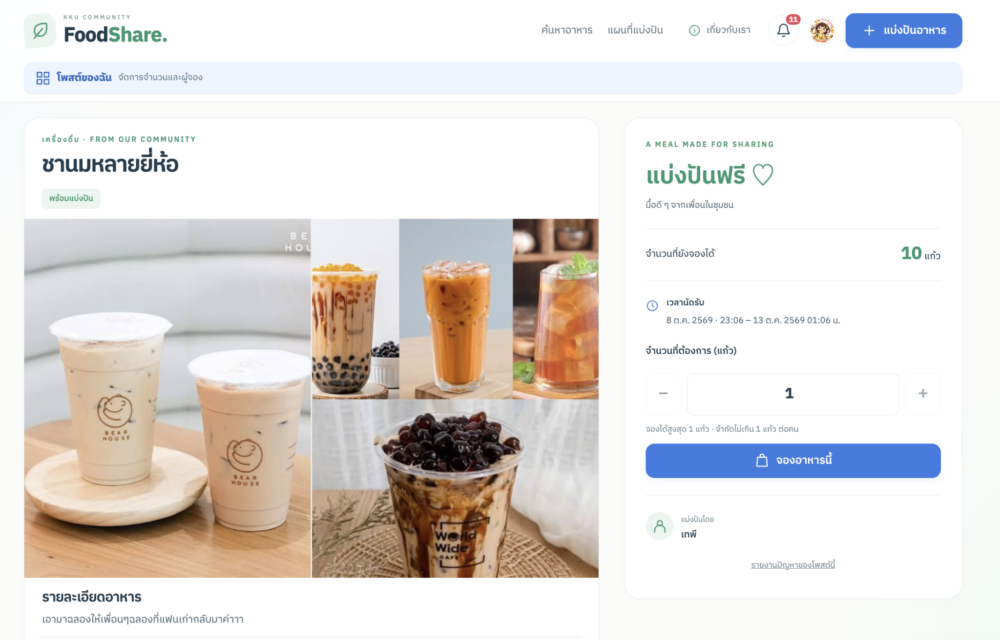 KKU COMMUNITY
FoodShare.
ค้นหาอาหาร
แผนที่แบ่งปัน
เกี่ยวกับเรา
11
แบ่งปันอาหาร
โพสต์ของฉัน จัดการจำนวนและผู้จอง
เครื่องดื่ม · FROM OUR COMMUNITY
ชานมหลายยี่ห้อ
พร้อมแบ่งปัน
BE
HOU
BEAR
HOUSE
BEAR
HOUSE
World
Wide
CAFE
รายละเอียดอาหาร
เอามาฉลองให้เพื่อนๆฉลองที่แฟนเก่ากลับมาค่าาา
A MEAL MADE FOR SHARING
แบ่งปันฟรี
มื้อดี ๆ จากเพื่อนในชุมชน
จำนวนที่ยังจองได้ 10 แก้ว
เวลานัดรับ
8 ต.ค. 2569 · 23:06 – 13 ต.ค. 2569 01:06 น.
จำนวนที่ต้องการ (แก้ว)
− 1 +
จองได้สูงสุด 1 แก้ว · จำกัดไม่เกิน 1 แก้ว ต่อคน
จองอาหารนี้
แบ่งปันโดย
เทพี
รายงานปัญหาของโพสต์นี้